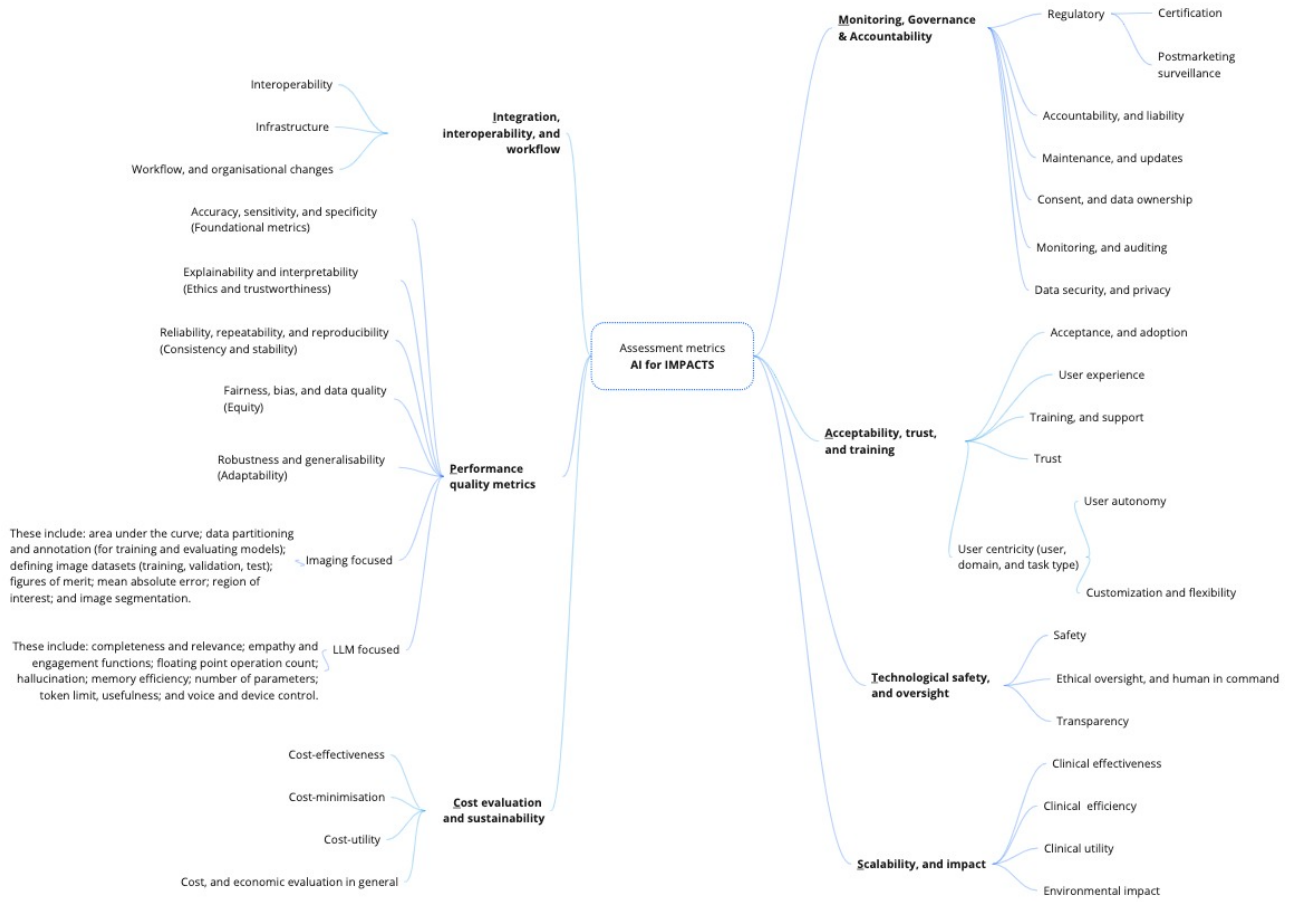 Assessment metrics
AI for IMPACTS
Integration,
interoperability, and
workflow
Interoperability
Infrastructure
Workflow, and organisational changes
Performance
quality metrics
Accuracy, sensitivity, and specificity
(Foundational metrics)
Explainability and interpretability
(Ethics and trustworthiness)
Reliability, repeatability, and reproducibility
(Consistency and stability)
Fairness, bias, and data quality
(Equity)
Robustness and generalisability
(Adaptability)
Imaging focused
These include: area under the curve; data partitioning
and annotation (for training and evaluating models);
defining image datasets (training, validation, test);
figures of merit; mean absolute error; region of
interest; and image segmentation.
LLM focused
These include: completeness and relevance; empathy and
engagement functions; floating point operation count;
hallucination; memory efficiency; number of parameters;
token limit, usefulness; and voice and device control.
Cost evaluation
and sustainability
Cost-effectiveness
Cost-minimisation
Cost-utility
Cost, and economic evaluation in general
Monitoring, Governance
& Accountability
Regulatory
Certification
Postmarketing
surveillance
Accountability, and liability
Maintenance, and updates
Consent, and data ownership
Monitoring, and auditing
Data security, and privacy
Acceptability, trust,
and training
Acceptance, and adoption
User experience
Training, and support
Trust
User centricity (user,
domain, and task type)
User autonomy
Customization and flexibility
Technological safety,
and oversight
Safety
Ethical oversight, and human in command
Transparency
Scalability, and impact
Clinical effectiveness
Clinical efficiency
Clinical utility
Environmental impact